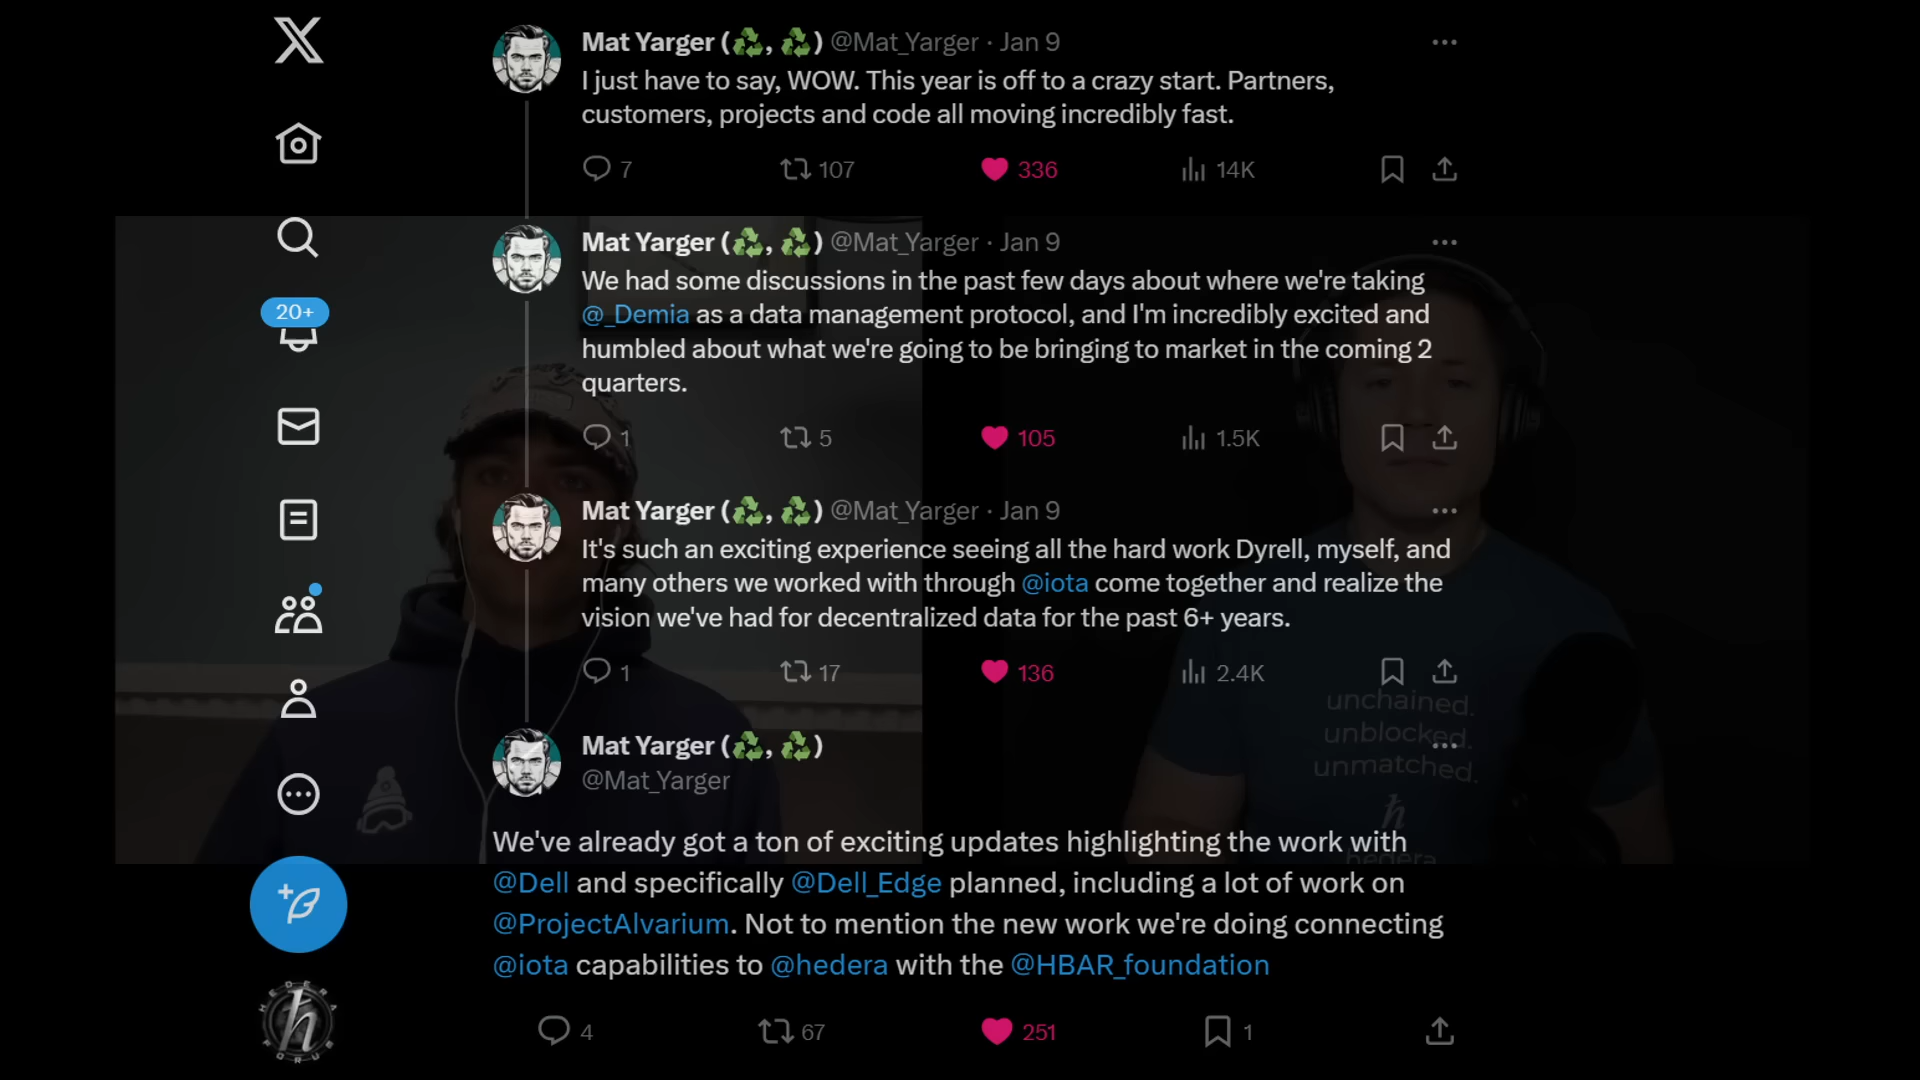 Mat Yarger (♻️, ♻️) @Mat_Yarger · Jan 9
I just have to say, WOW. This year is off to a crazy start. Partners,
customers, projects and code all moving incredibly fast.
7 107 336 14K
Mat Yarger (♻️, ♻️) @Mat_Yarger · Jan 9
We had some discussions in the past few days about where we're taking
@_Demia as a data management protocol, and I'm incredibly excited and
humbled about what we're going to be bringing to market in the coming 2
quarters.
1 5 105 1.5K
Mat Yarger (♻️, ♻️) @Mat_Yarger · Jan 9
It's such an exciting experience seeing all the hard work Dyrell, myself, and
many others we worked with through @iota come together and realize the
vision we've had for decentralized data for the past 6+ years.
1 17 136 2.4K
Mat Yarger (♻️, ♻️)
@Mat_Yarger
We've already got a ton of exciting updates highlighting the work with
@Dell and specifically @Dell_Edge planned, including a lot of work on
@ProjectAlvarium. Not to mention the new work we're doing connecting
@iota capabilities to @hedera with the @HBAR_foundation
4 67 251 1
20+
unchained.
unblocked.
unmatched.
hedera